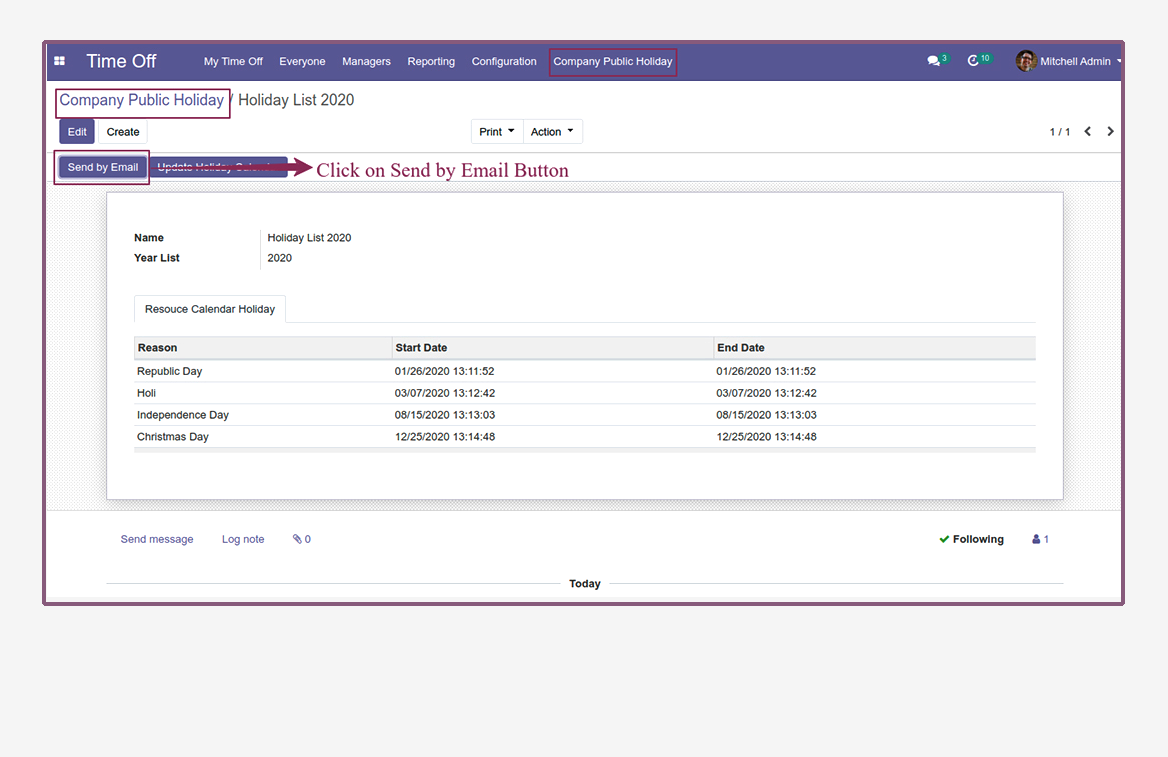 Time Off My Time Off Everyone Managers Reporting Configuration Company Public Holiday 3 10 Mitchell Admin
Company Public Holiday / Holiday List 2020
Edit Create Print Action 1 / 1
Send by Email Update Holiday Click on Send by Email Button
Name Holiday List 2020
Year List 2020
Resouce Calendar Holiday
Reason Start Date End Date
Republic Day 01/26/2020 13:11:52 01/26/2020 13:11:52
Holi 03/07/2020 13:12:42 03/07/2020 13:12:42
Independence Day 08/15/2020 13:13:03 08/15/2020 13:13:03
Christmas Day 12/25/2020 13:14:48 12/25/2020 13:14:48
Send message Log note 0 Following 1
Today